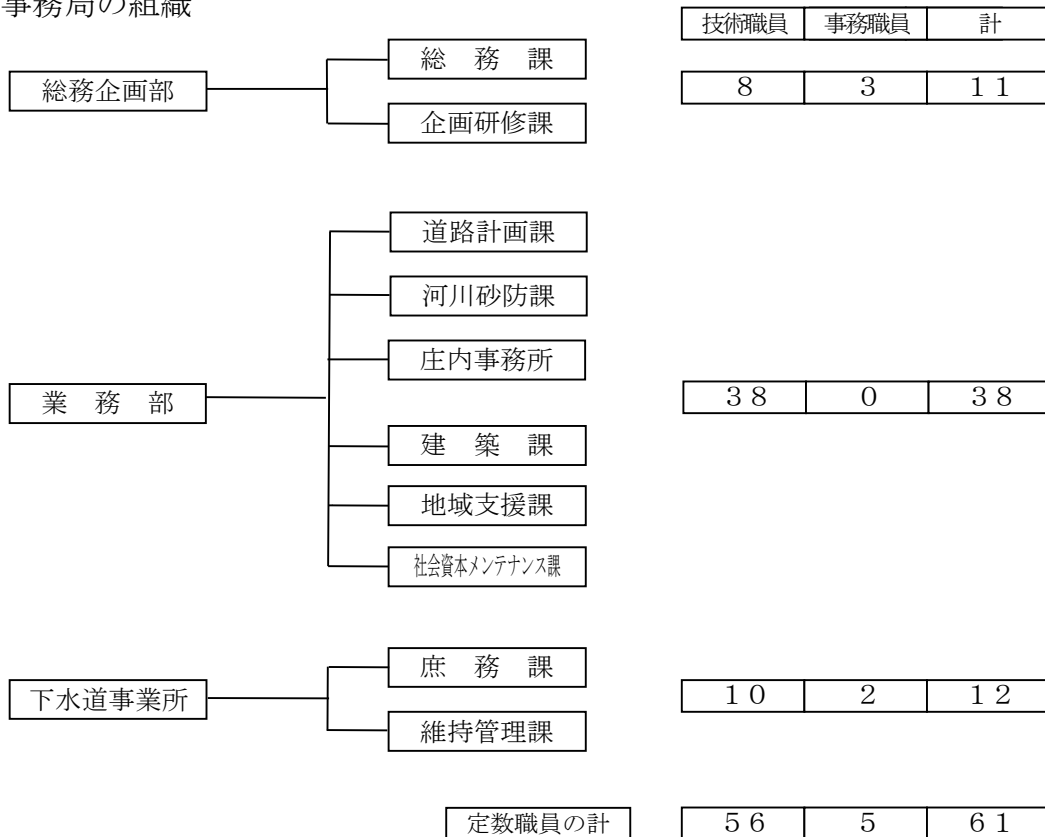 事務局の組織
技術職員 事務職員 計
総務課
総務企画部 8 3 11
企画研修課
道路計画課
河川砂防課
庄内事務所
業務部 38 0 38
建築課
地域支援課
社会資本メンテナンス課
庶務課
下水道事業所 10 2 12
維持管理課
定数職員の計 56 5 61